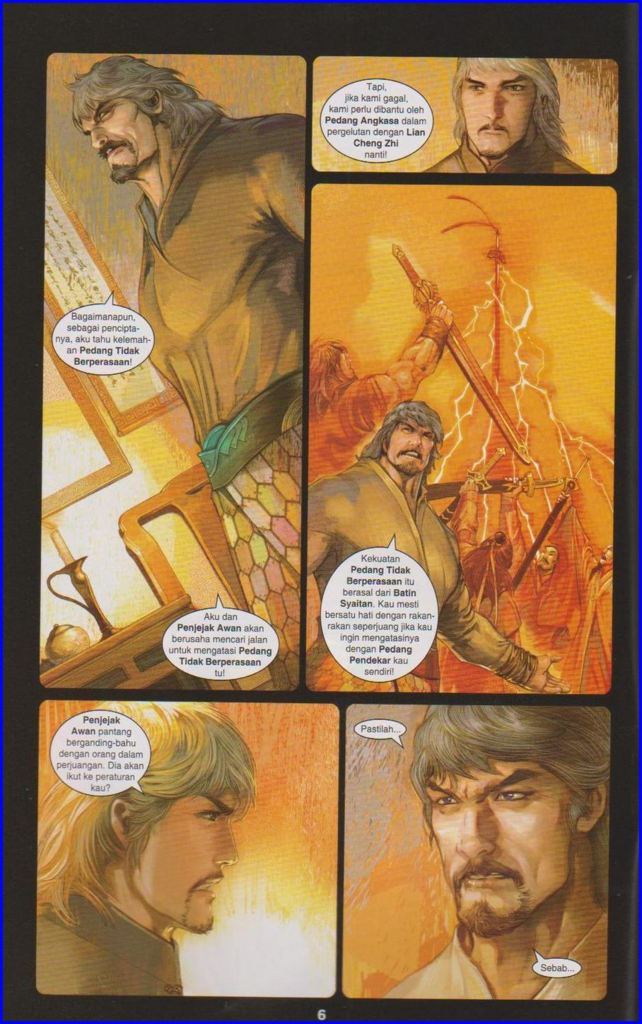 Bagaimanapun,
sebagai pencipta-
nya, aku tahu kelemah-
an Pedang Tidak
Berperasaan!
Aku dan
Penjejak Awan akan
berusaha mencari jalan
untuk mengatasi Pedang
Tidak Berperasaan
tu!
Tapi,
jika kami gagal,
kami perlu dibantu oleh
Pedang Angkasa dalam
pergelutan dengan Lian
Cheng Zhi
nanti!
Kekuatan
Pedang Tidak
Berperasaan itu
berasal dari Batin
Syaitan. Kau mesti
bersatu hati dengan rakan-
rakan seperjuang jika kau
ingin mengatasinya
dengan Pedang
Pendekar kau
sendiri!
Penjejak
Awan pantang
berganding-bahu
dengan orang dalam
perjuangan. Dia akan
ikut ke peraturan
kau?
Pastilah...
Sebab...
6